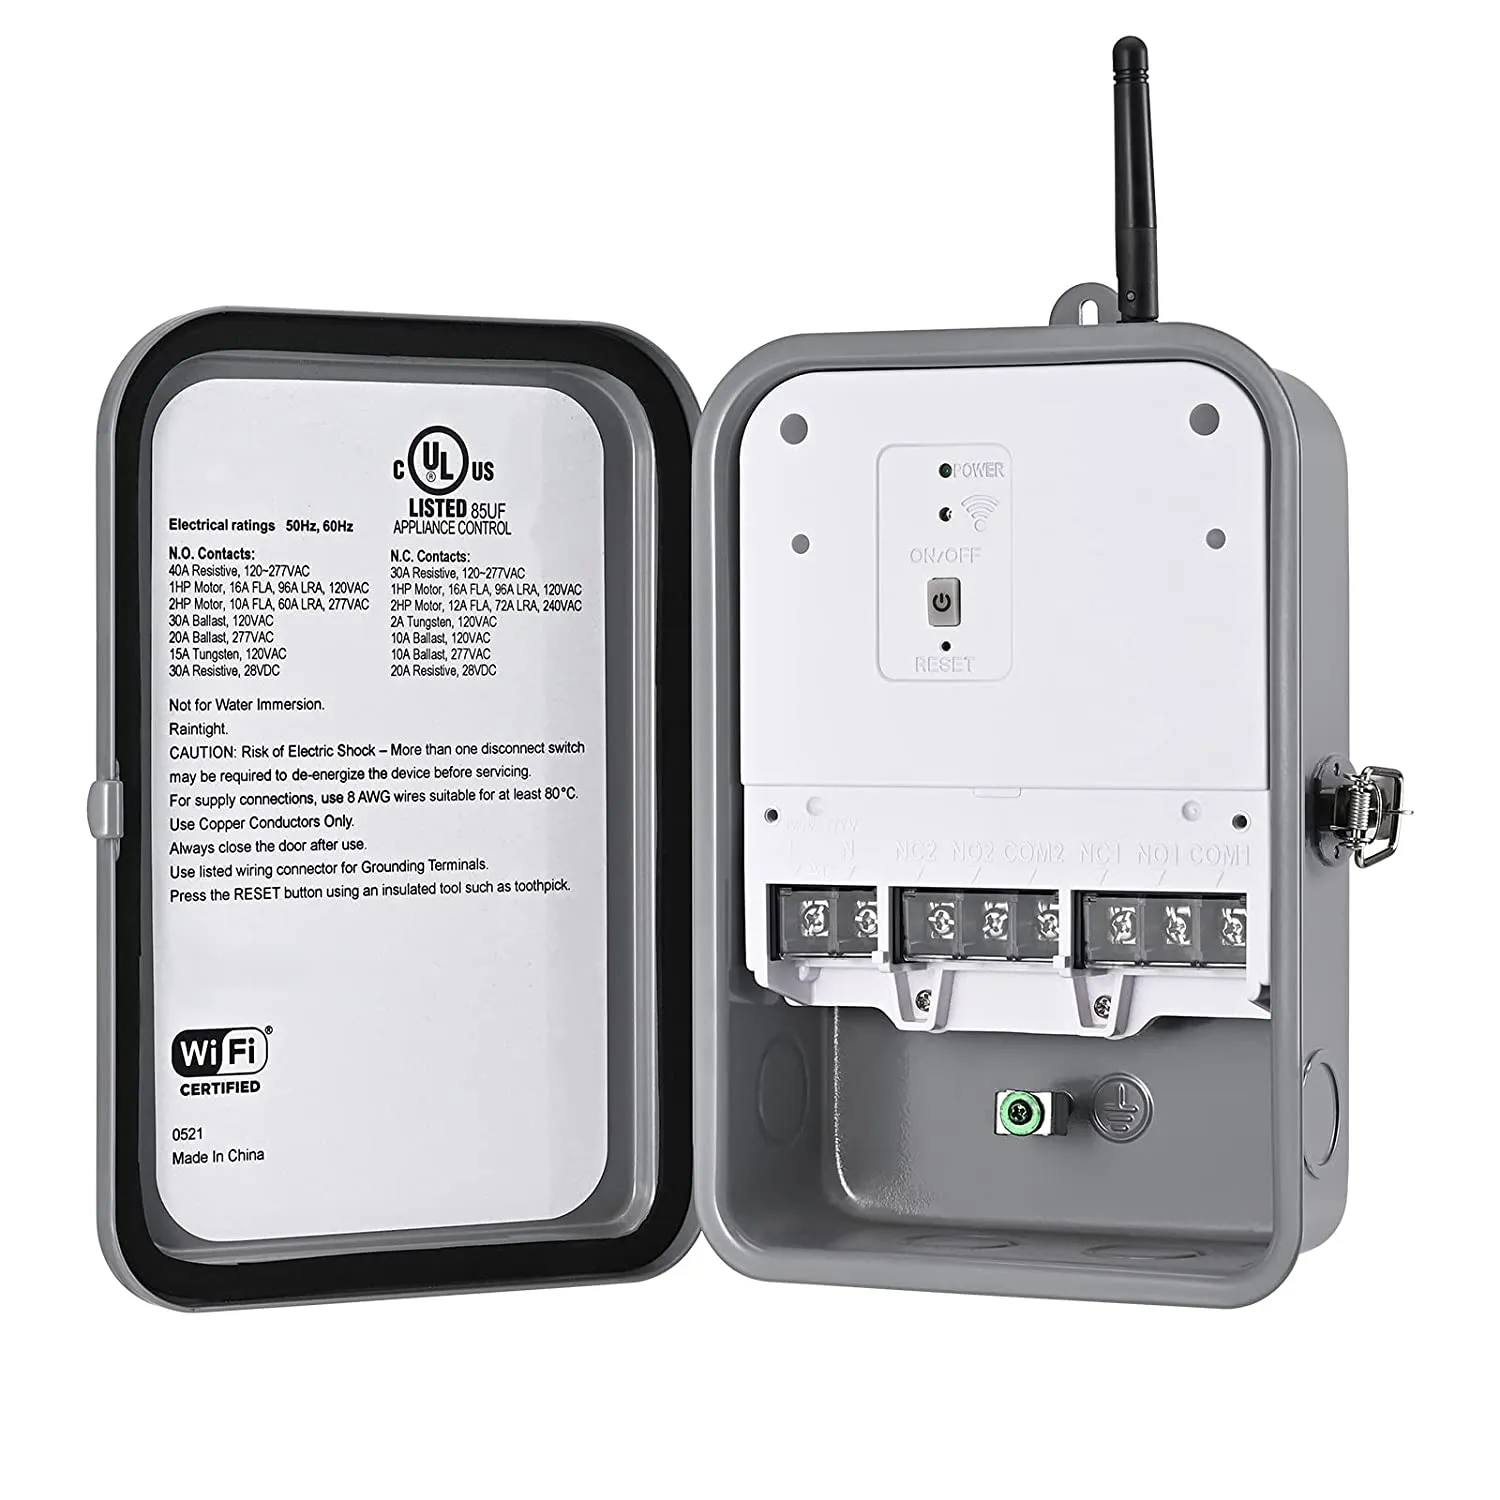 C UL® US
LISTED 85UF
APPLIANCE CONTROL
Electrical ratings 50Hz, 60Hz
N.O. Contacts:
40A Resistive, 120~277VAC
1HP Motor, 16A FLA, 96A LRA, 120VAC
2HP Motor, 10A FLA, 60A LRA, 277VAC
30A Ballast, 120VAC
20A Ballast, 277VAC
15A Tungsten, 120VAC
30A Resistive, 28VDC
N.C. Contacts:
30A Resistive, 120~277VAC
1HP Motor, 16A FLA, 96A LRA, 120VAC
2HP Motor, 12A FLA, 72A LRA, 240VAC
2A Tungsten, 120VAC
10A Ballast, 120VAC
10A Ballast, 277VAC
20A Resistive, 28VDC
Not for Water Immersion.
Raintight.
CAUTION: Risk of Electric Shock – More than one disconnect switch
may be required to de-energize the device before servicing.
For supply connections, use 8 AWG wires suitable for at least 80°C.
Use Copper Conductors Only.
Always close the door after use.
Use listed wiring connector for Grounding Terminals.
Press the RESET button using an insulated tool such as toothpick.
Wi Fi®
CERTIFIED
0521
Made In China
POWER
ON/OFF
RESET
N NC2 NO2 COM2 NC1 NO1 COM1